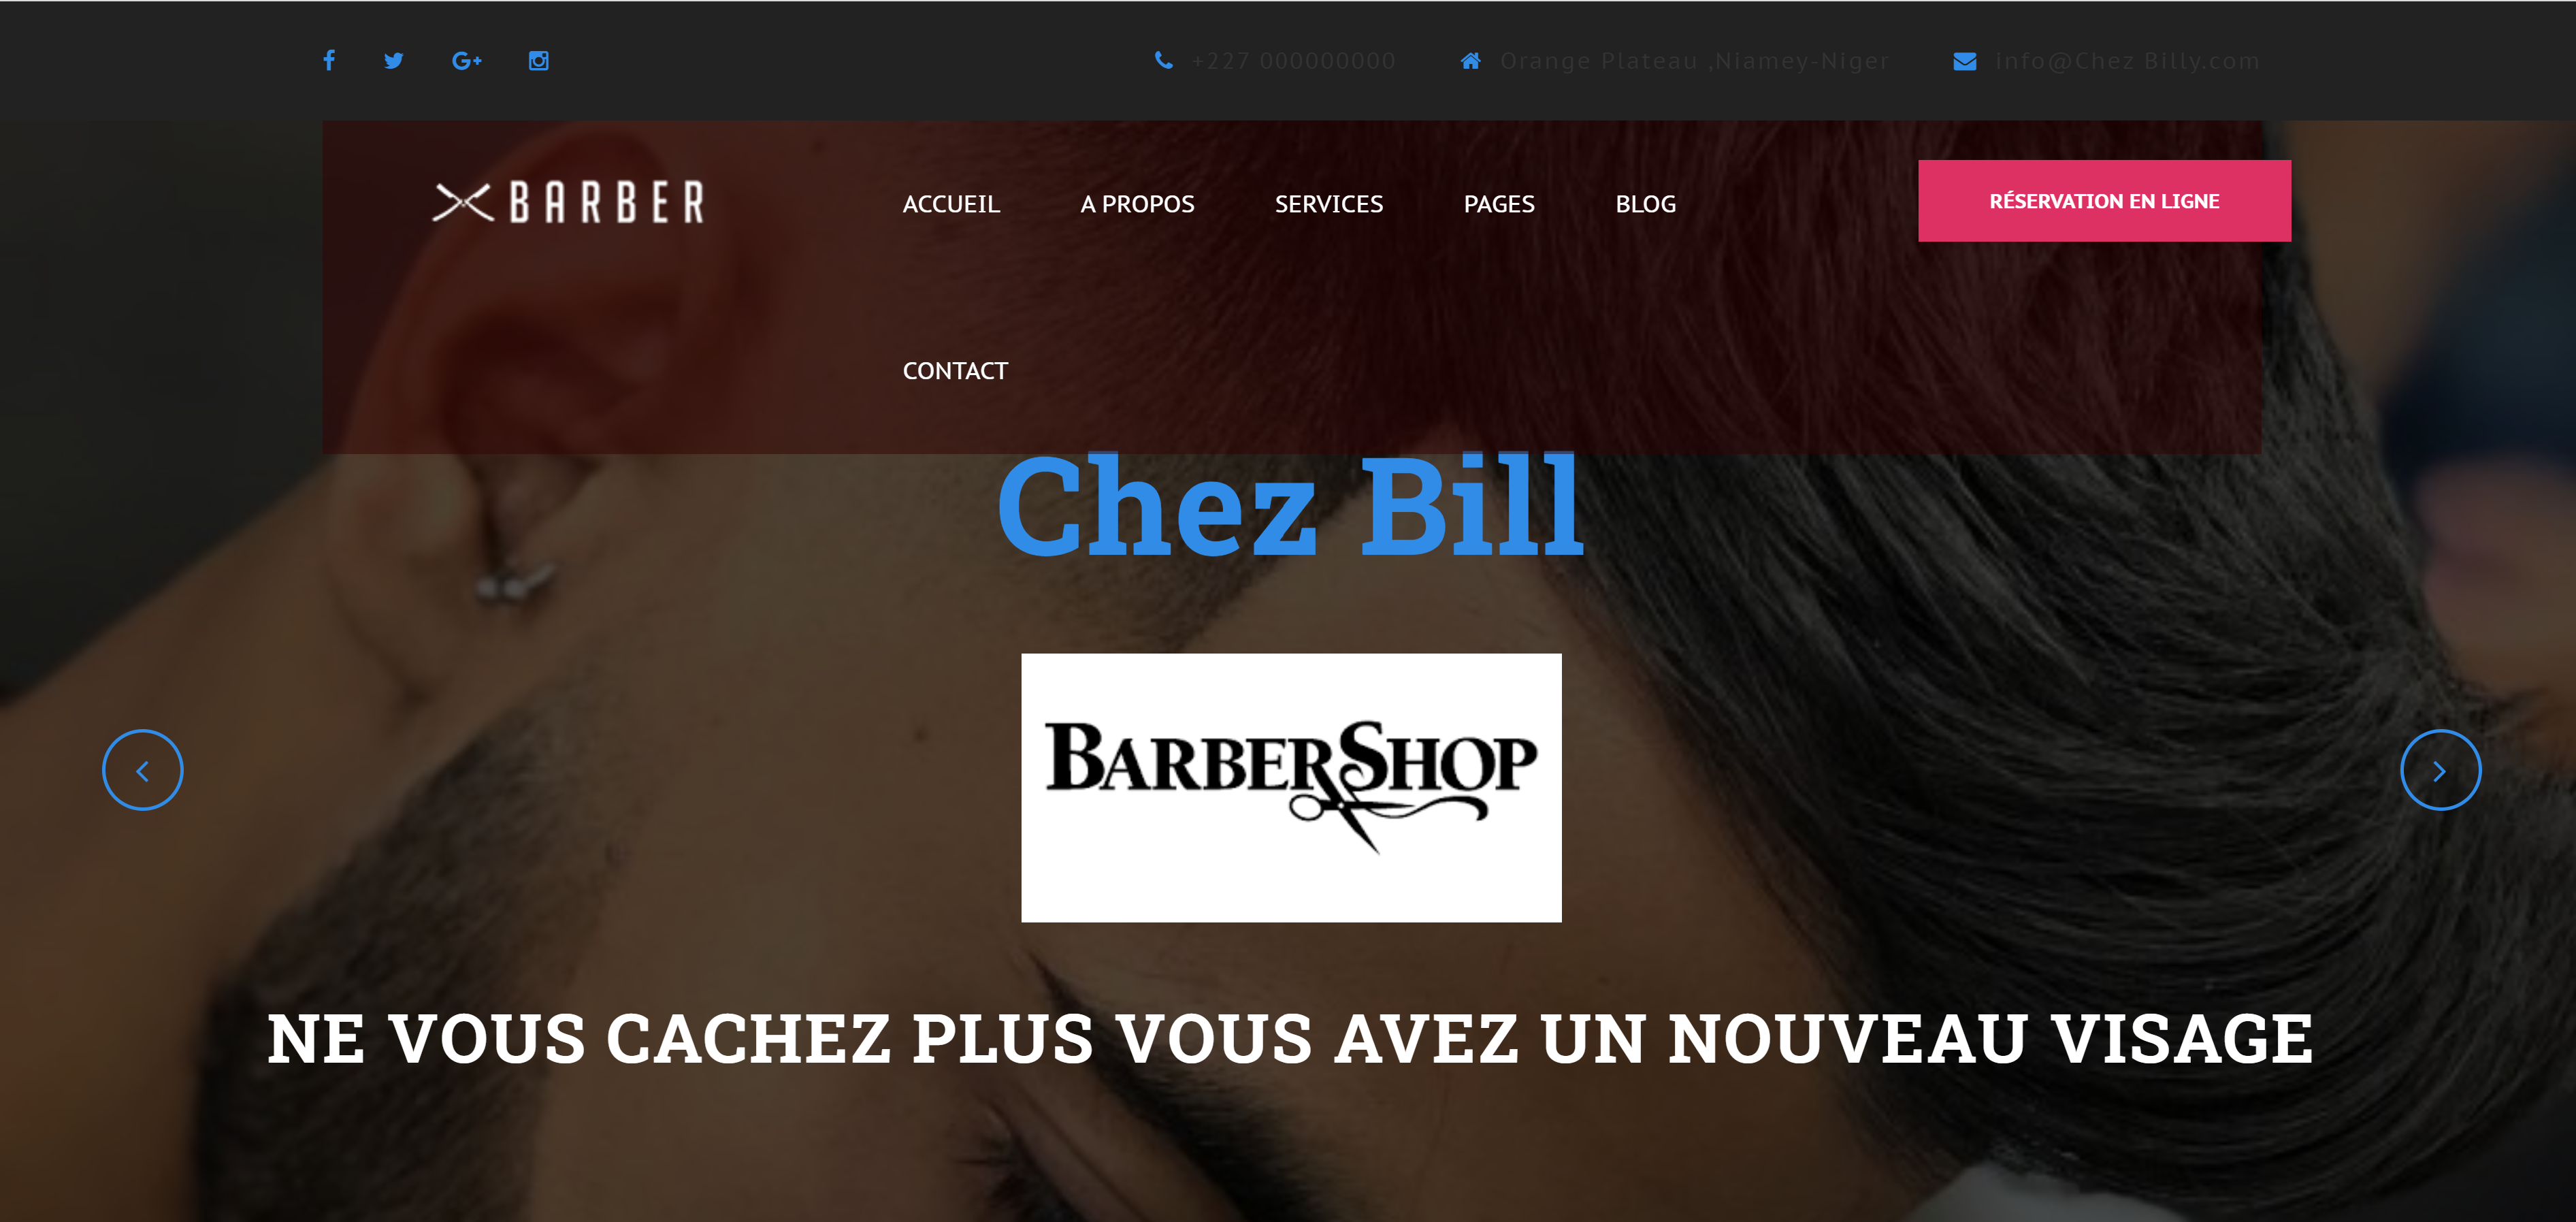 +227 000000000 Orange Plateau ,Niamey-Niger info@Chez Billy.com
BARBER ACCUEIL A PROPOS SERVICES PAGES BLOG RÉSERVATION EN LIGNE
CONTACT
Chez Bill
BARBERSHOP
NE VOUS CACHEZ PLUS VOUS AVEZ UN NOUVEAU VISAGE